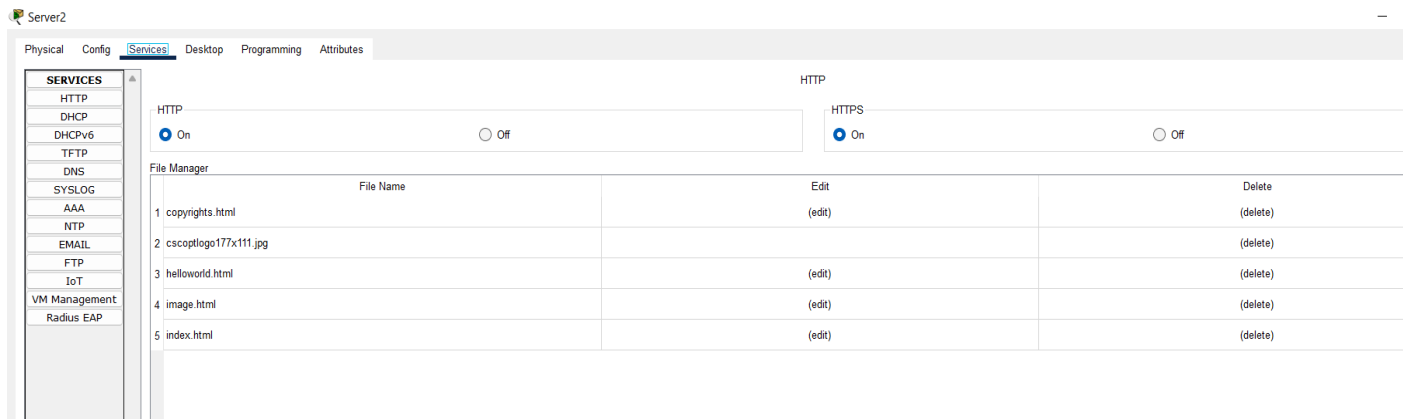 Server2
Physical Config Services Desktop Programming Attributes
SERVICES
HTTP
DHCP
DHCPv6
TFTP
DNS
SYSLOG
AAA
NTP
EMAIL
FTP
IoT
VM Management
Radius EAP
HTTP
HTTP
On Off
HTTPS
On Off
File Manager
File Name Edit Delete
1 copyrights.html (edit) (delete)
2 cscoptlogo177x111.jpg (delete)
3 helloworld.html (edit) (delete)
4 image.html (edit) (delete)
5 index.html (edit) (delete)